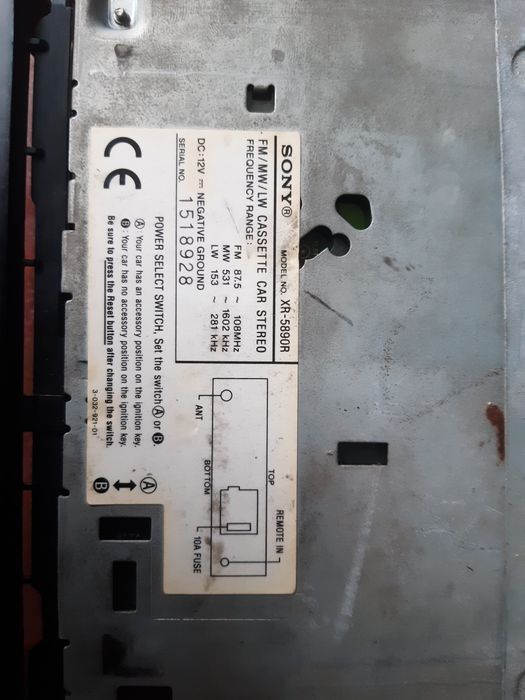 SONY®
MODEL NO. XR-5890R
FM/MW/LW CASSETTE CAR STEREO
FREQUENCY RANGE :
FM 87.5 ~ 108MHz
MW 531 ~ 1602 kHz
LW 153 ~ 281 kHz
DC:12V ⎓ NEGATIVE GROUND
SERIAL NO. 1518928
CE
POWER SELECT SWITCH, Set the switch Ⓐ or Ⓑ.
Ⓐ : Your car has an accessory position on the ignition key.
Ⓑ : Your car has no accessory position on the ignition key.
Be sure to press the Reset button after changing the switch.
3-032-921-01
REMOTE IN
TOP
BOTTOM
ANT
10A FUSE
Ⓐ
Ⓑ